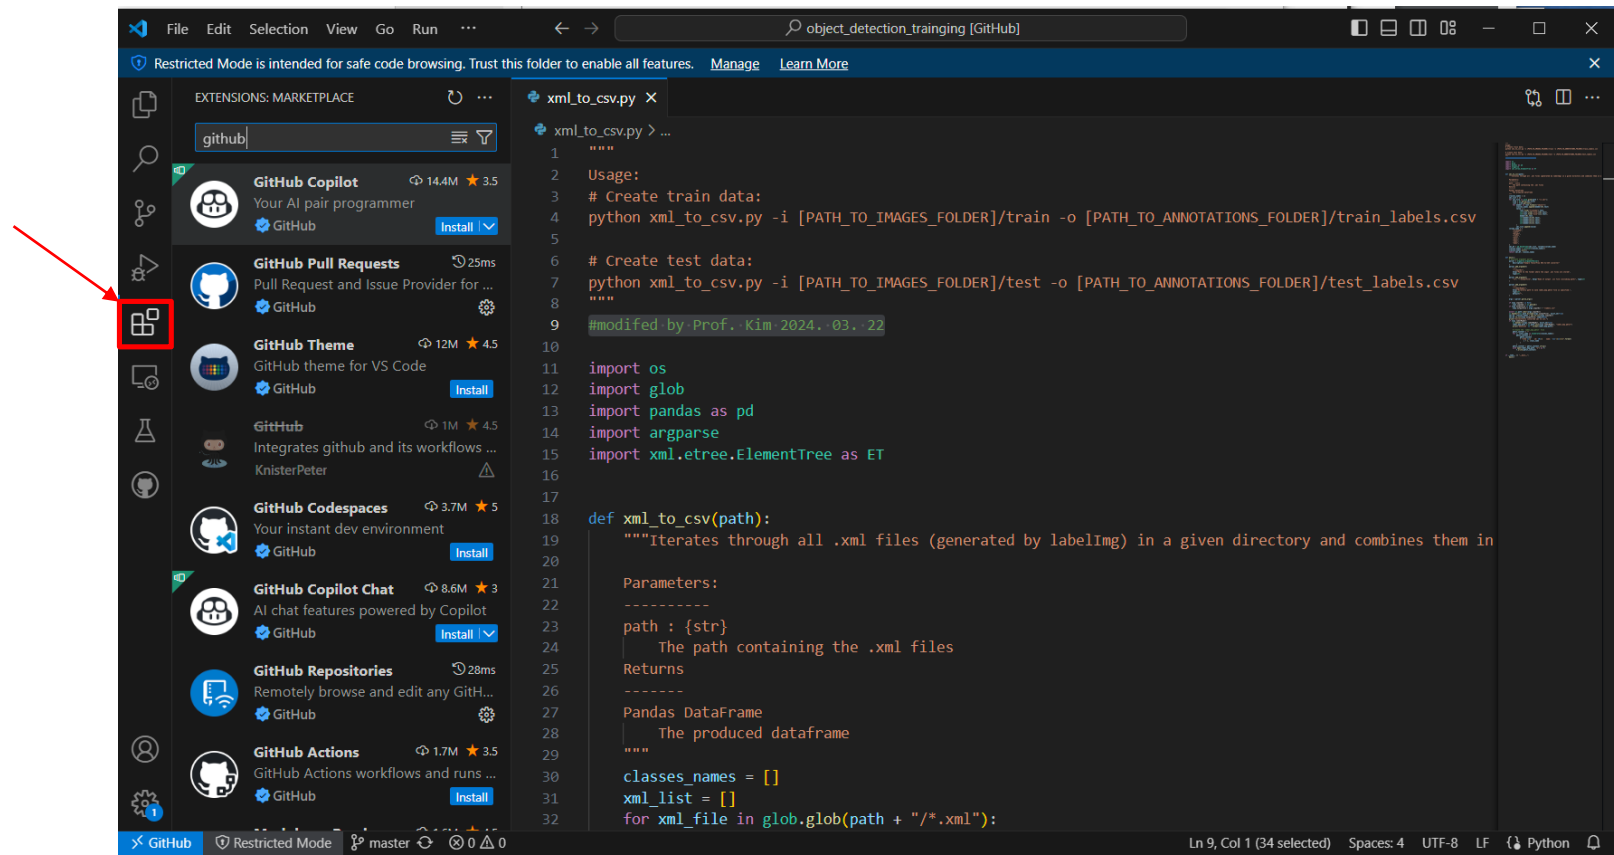 File Edit Selection View Go Run ···
object_detection_trainging [GitHub]
Restricted Mode is intended for safe code browsing. Trust this folder to enable all features. Manage Learn More
EXTENSIONS: MARKETPLACE
github
GitHub Copilot 14.4M 3.5
Your AI pair programmer
GitHub Install
GitHub Pull Requests 25ms
Pull Request and Issue Provider for ...
GitHub
GitHub Theme 12M 4.5
GitHub theme for VS Code
GitHub Install
GitHub 1M 4.5
Integrates github and its workflows ...
KnisterPeter
GitHub Codespaces 3.7M 5
Your instant dev environment
GitHub Install
GitHub Copilot Chat 8.6M 3
AI chat features powered by Copilot
GitHub Install
GitHub Repositories 28ms
Remotely browse and edit any GitH...
GitHub
GitHub Actions 1.7M 3.5
GitHub Actions workflows and runs ...
GitHub Install
1
xml_to_csv.py
xml_to_csv.py > ...
1 """
2 Usage:
3 # Create train data:
4 python xml_to_csv.py -i [PATH_TO_IMAGES_FOLDER]/train -o [PATH_TO_ANNOTATIONS_FOLDER]/train_labels.csv
5
6 # Create test data:
7 python xml_to_csv.py -i [PATH_TO_IMAGES_FOLDER]/test -o [PATH_TO_ANNOTATIONS_FOLDER]/test_labels.csv
8 """
9 #modifed·by·Prof.·Kim·2024.·03.·22
10
11 import os
12 import glob
13 import pandas as pd
14 import argparse
15 import xml.etree.ElementTree as ET
16
17
18 def xml_to_csv(path):
19 """Iterates through all .xml files (generated by labelImg) in a given directory and combines them in
20
21 Parameters:
22 ----------
23 path : {str}
24 The path containing the .xml files
25 Returns
26 -------
27 Pandas DataFrame
28 The produced dataframe
29 """
30 classes_names = []
31 xml_list = []
32 for xml_file in glob.glob(path + "/*.xml"):
GitHub Restricted Mode master 0 0 Ln 9, Col 1 (34 selected) Spaces: 4 UTF-8 LF Python